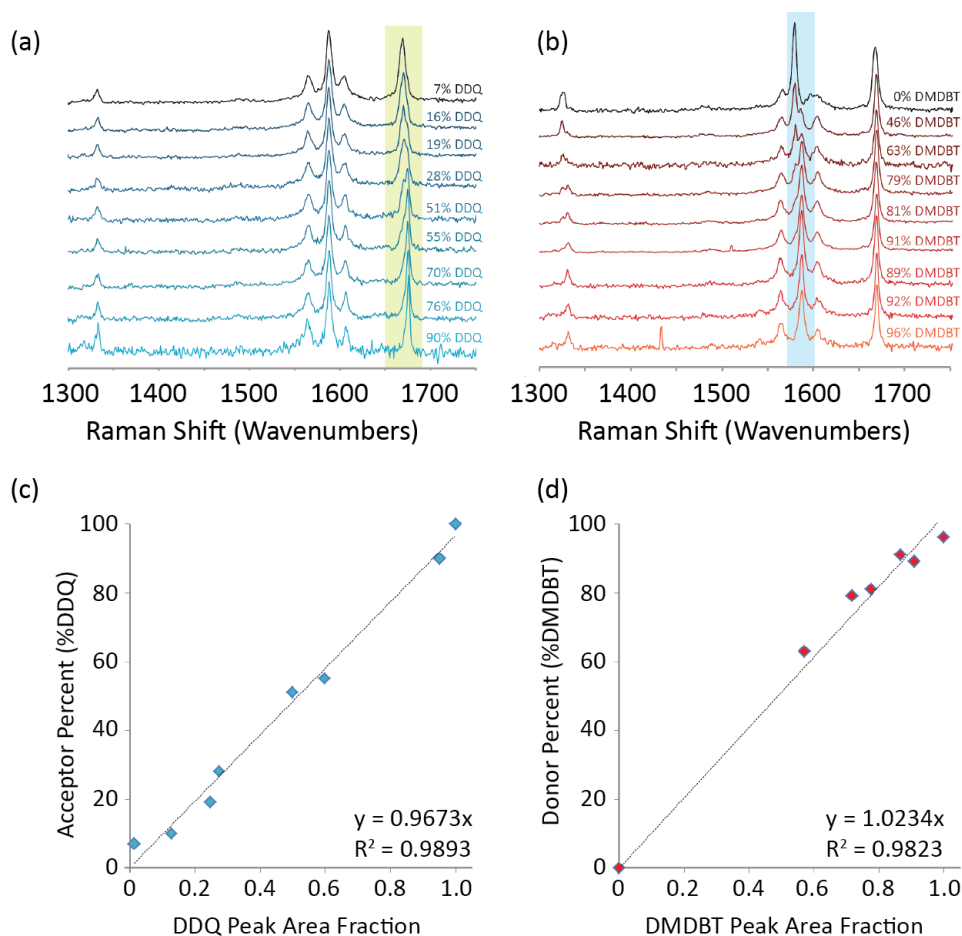 (a)
7% DDQ
16% DDQ
19% DDQ
28% DDQ
51% DDQ
55% DDQ
70% DDQ
76% DDQ
90% DDQ
1300 1400 1500 1600 1700
Raman Shift (Wavenumbers)
(b)
0% DMDBT
46% DMDBT
63% DMDBT
79% DMDBT
81% DMDBT
91% DMDBT
89% DMDBT
92% DMDBT
96% DMDBT
1300 1400 1500 1600 1700
Raman Shift (Wavenumbers)
(c)
Acceptor Percent (%DDQ)
100
80
60
40
20
0
y = 0.9673x
R² = 0.9893
0 0.2 0.4 0.6 0.8 1.0
DDQ Peak Area Fraction
(d)
Donor Percent (%DMDBT)
100
80
60
40
20
0
y = 1.0234x
R² = 0.9823
0 0.2 0.4 0.6 0.8 1.0
DMDBT Peak Area Fraction